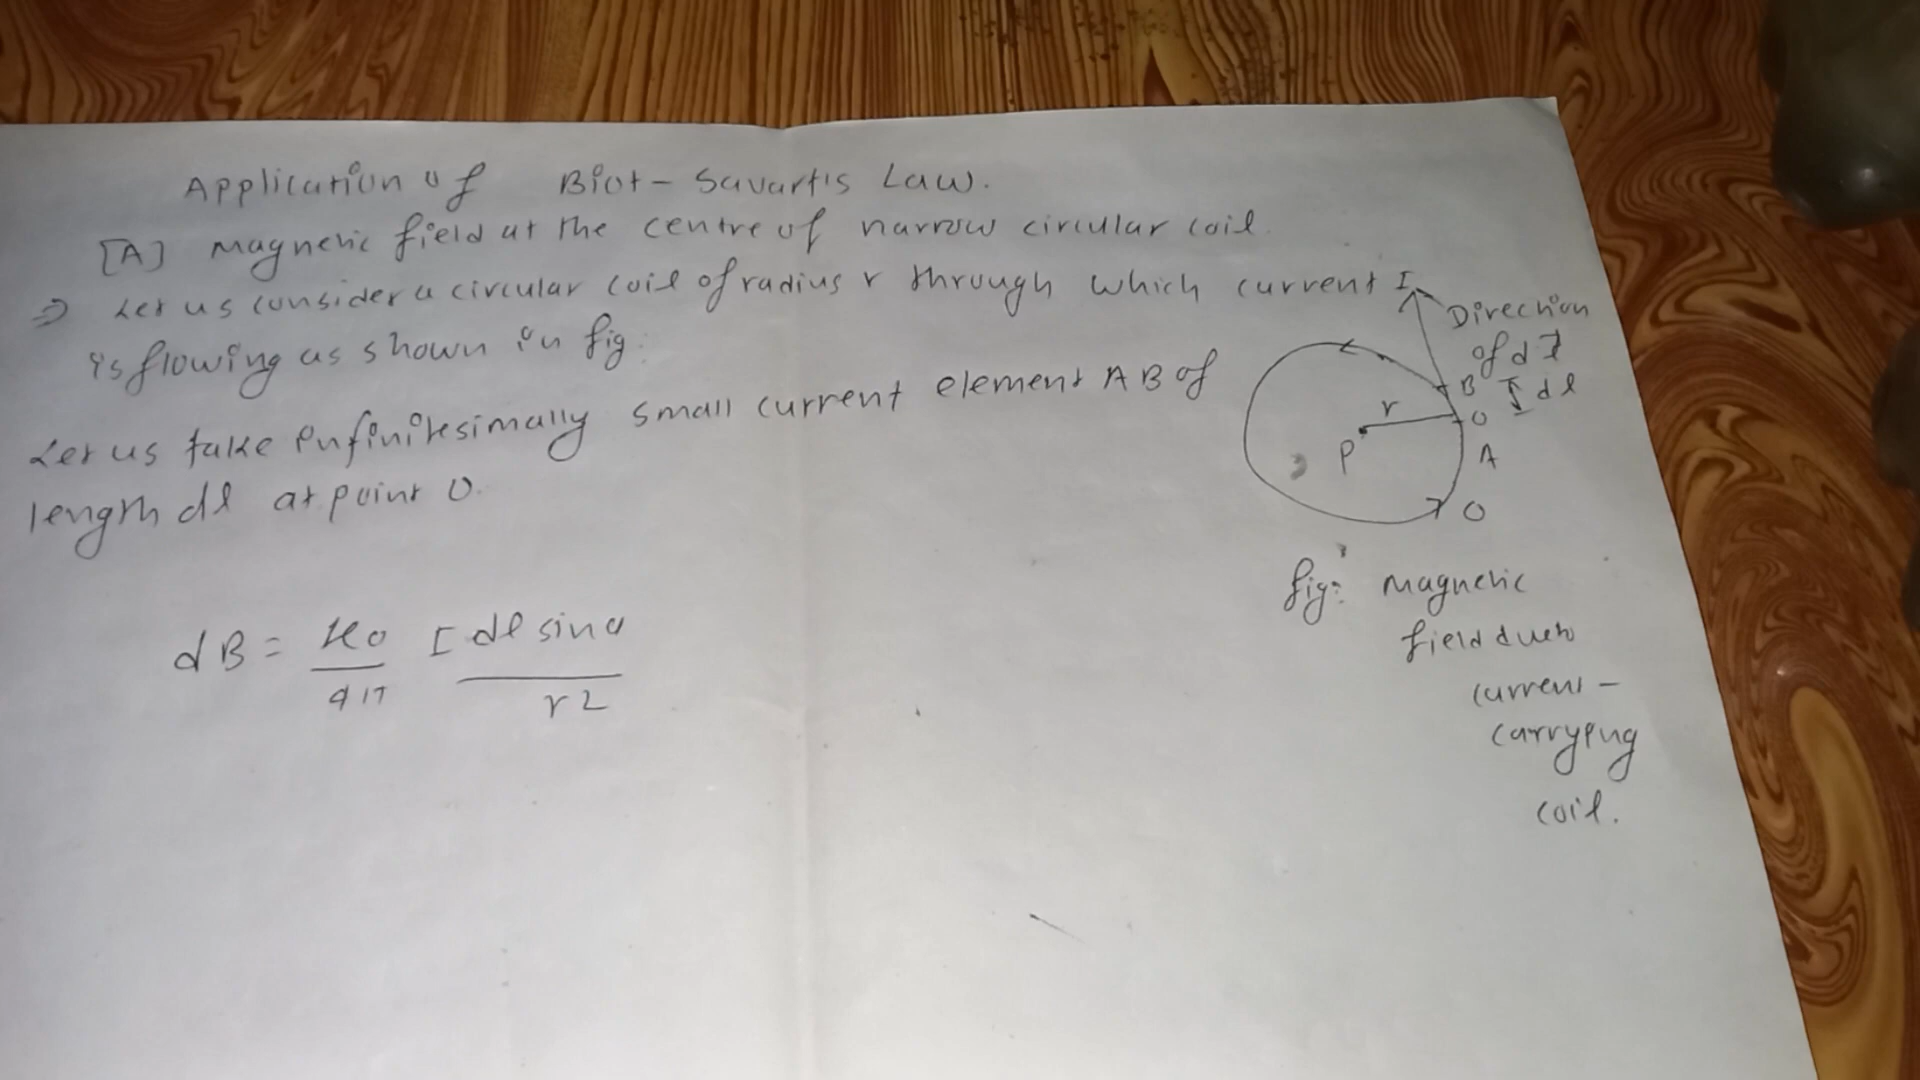 Application of Biot-Savart's Law.
[A] Magnetic field at the centre of narrow circular coil.
⇒ Let us consider a circular coil of radius r through which current I
is flowing as shown in fig.
Let us take infinitesimally small current element AB of
length dl at point O.
dB = μ0/4π I dl sinα/r2
Direction
of dl
B
dl
r
O
P
A
O
fig: Magnetic
field due to
current-
carrying
coil.